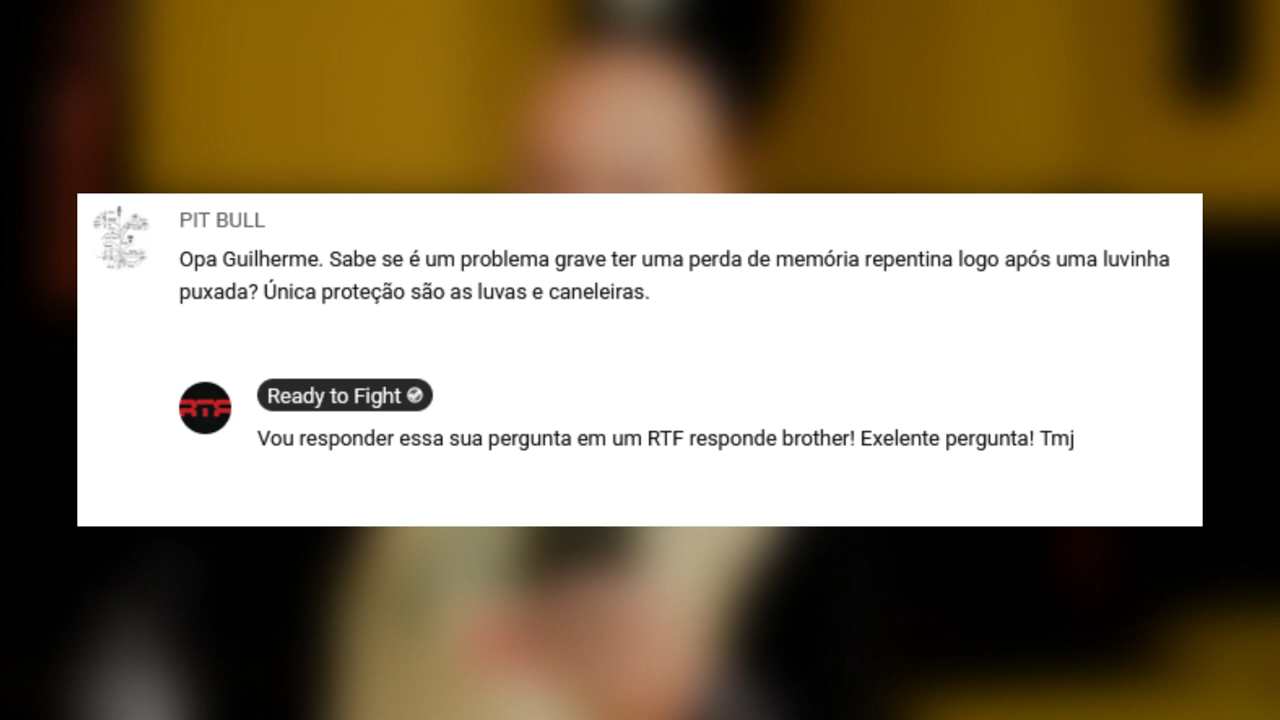 PIT BULL
Opa Guilherme. Sabe se é um problema grave ter uma perda de memória repentina logo após uma luvinha
puxada? Única proteção são as luvas e caneleiras.
Ready to Fight
RTF
Vou responder essa sua pergunta em um RTF responde brother! Exelente pergunta! Tmj